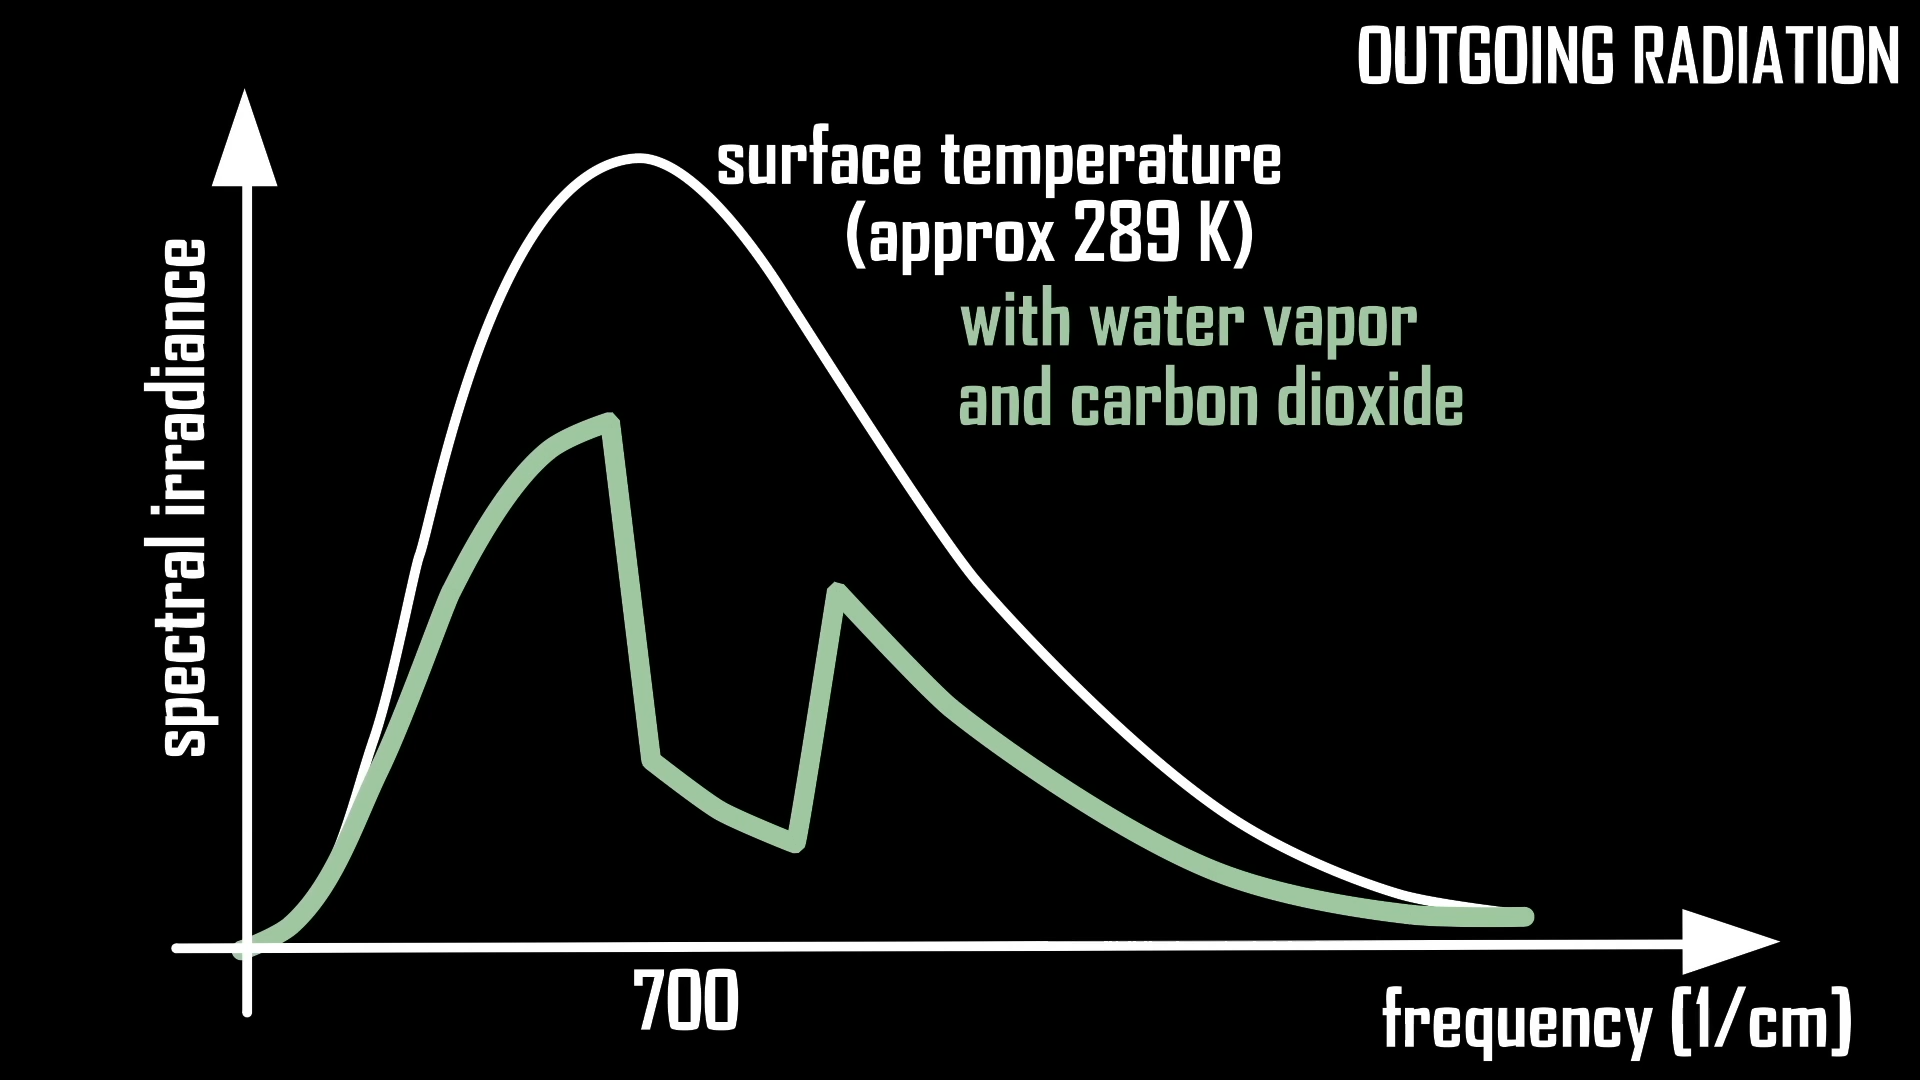 OUTGOING RADIATION
surface temperature
(approx 289 K)
with water vapor
and carbon dioxide
spectral irradiance
700
frequency (1/cm)